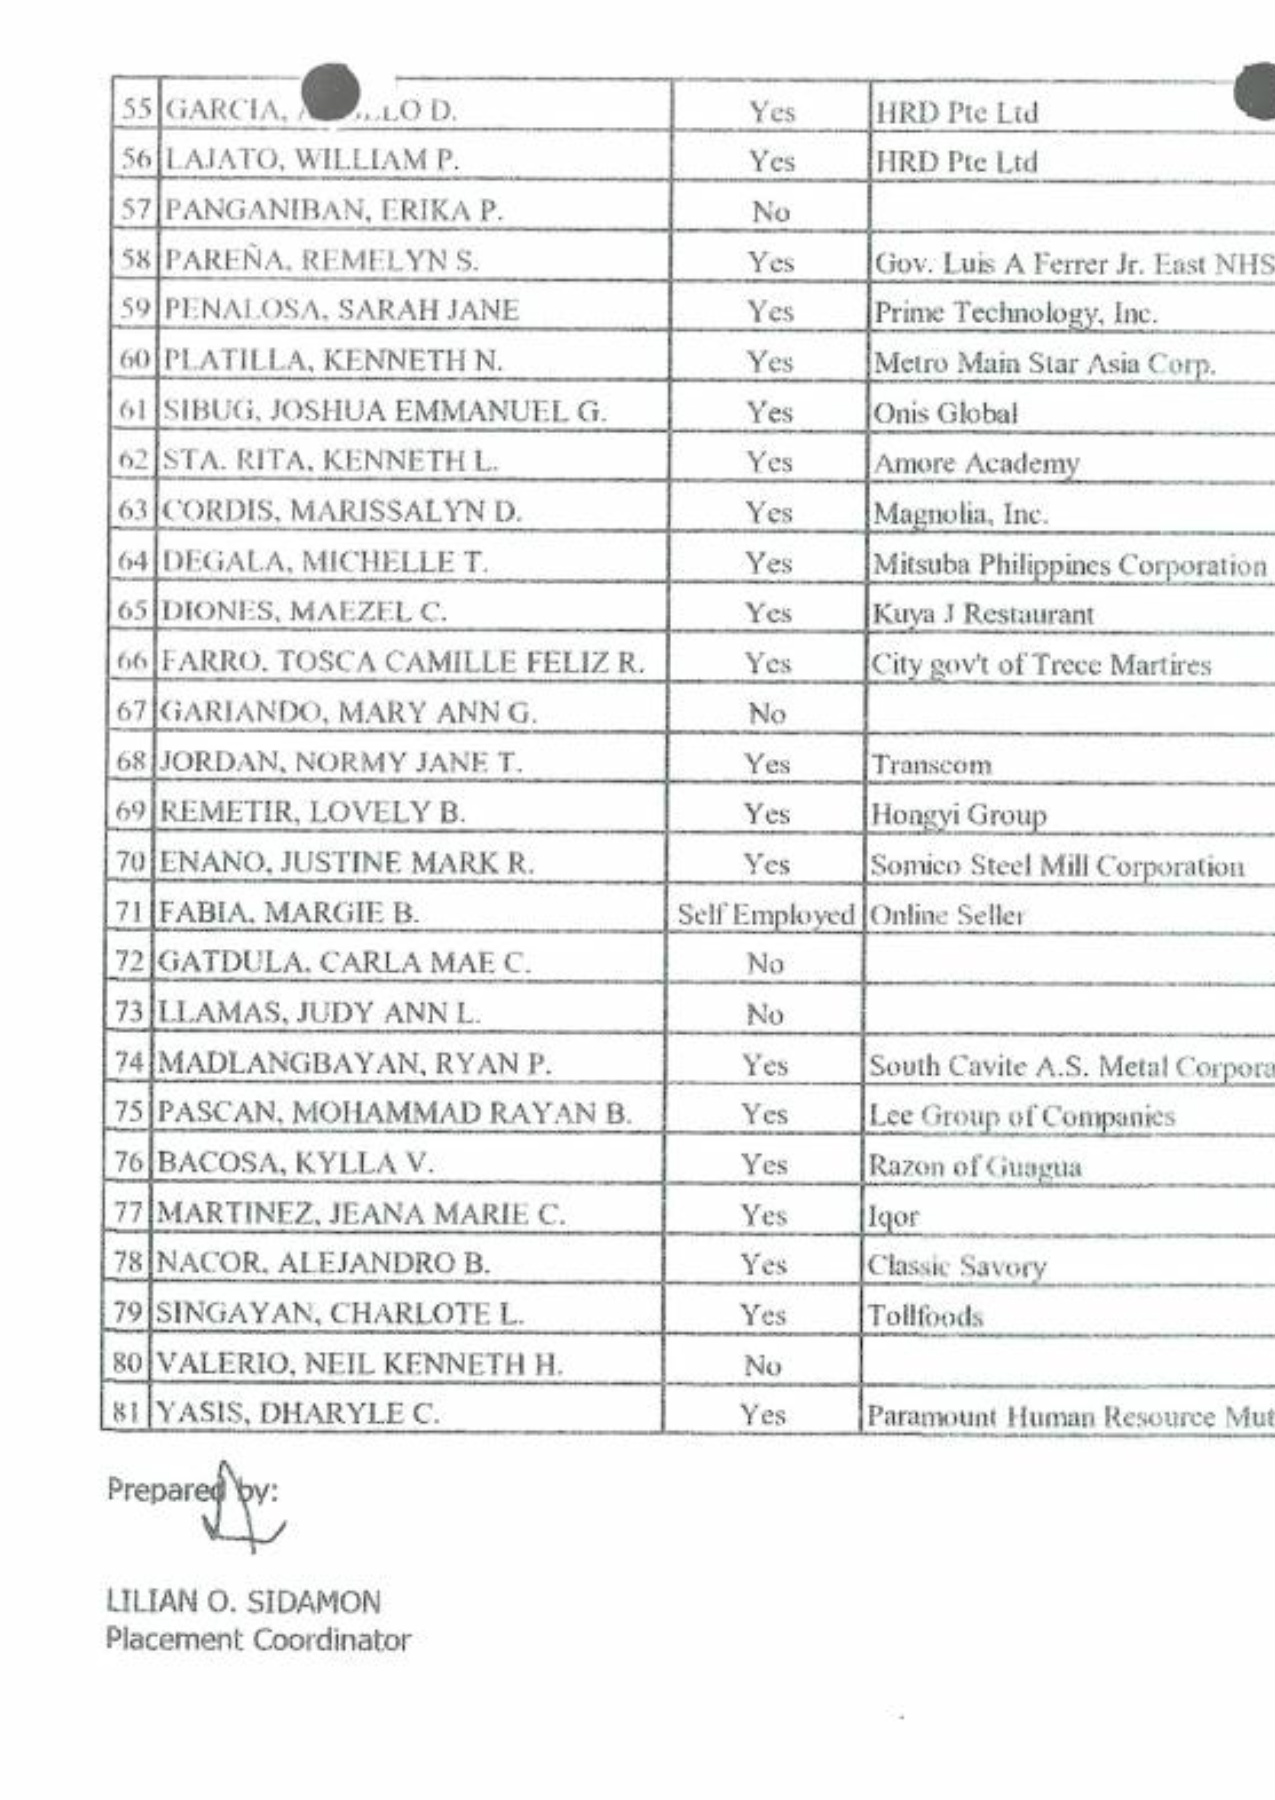 55 GARCIA, D. Yes HRD Pte Ltd
56 LAJATO, WILLIAM P. Yes HRD Pte Ltd
57 PANGANIBAN, ERIKA P. No
58 PAREÑA, REMELYN S. Yes Gov. Luis A Ferrer Jr. East NHS
59 PENALOSA, SARAH JANE Yes Prime Technology, Inc.
60 PLATILLA, KENNETH N. Yes Metro Main Star Asia Corp.
61 SIBUG, JOSHUA EMMANUEL G. Yes Onis Global
62 STA. RITA, KENNETH L. Yes Amore Academy
63 CORDIS, MARISSALYN D. Yes Magnolia, Inc.
64 DEGALA, MICHELLE T. Yes Mitsuba Philippines Corporation
65 DIONES, MAEZEL C. Yes Kuya J Restaurant
66 FARRO, TOSCA CAMILLE FELIZ R. Yes City gov't of Trece Martires
67 GARIANDO, MARY ANN G. No
68 JORDAN, NORMY JANE T. Yes Transcom
69 REMETIR, LOVELY B. Yes Hongyi Group
70 ENANO, JUSTINE MARK R. Yes Somico Steel Mill Corporation
71 FABIA, MARGIE B. Self Employed Online Seller
72 GATDULA, CARLA MAE C. No
73 LLAMAS, JUDY ANN L. No
74 MADLANGBAYAN, RYAN P. Yes South Cavite A.S. Metal Corpora
75 PASCAN, MOHAMMAD RAYAN B. Yes Lee Group of Companies
76 BACOSA, KYLLA V. Yes Razon of Guagua
77 MARTINEZ, JEANA MARIE C. Yes Iqor
78 NACOR, ALEJANDRO B. Yes Classic Savory
79 SINGAYAN, CHARLOTE L. Yes Tollfoods
80 VALERIO, NEIL KENNETH H. No
81 YASIS, DHARYLE C. Yes Paramount Human Resource Mut
Prepared by:
LILIAN O. SIDAMON
Placement Coordinator